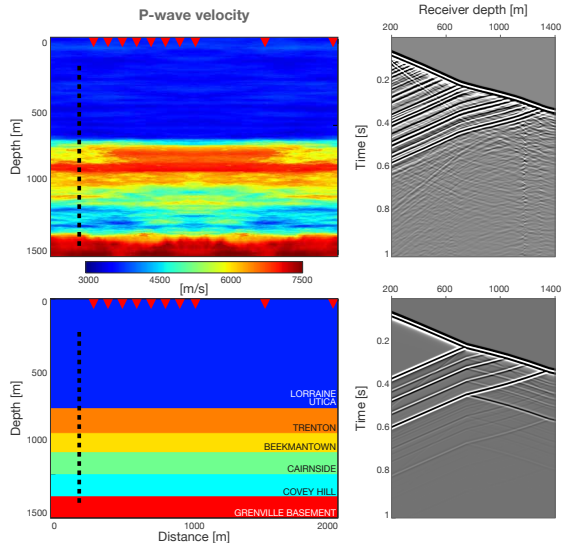 P-wave velocity
Receiver depth [m]
200
600
1000
1400
0
500
1000
1500
Depth [m]
0.2
0.4
0.6
0.8
1
Time [s]
3000
4500
6000
7500
[m/s]
200
600
1000
1400
0
500
1000
1500
Depth [m]
LORRAINE
UTICA
TRENTON
BEEKMANTOWN
CAIRNSIDE
COVEY HILL
GRENVILLE BASEMENT
0
1000
2000
Distance [m]
0.2
0.4
0.6
0.8
1
Time [s]